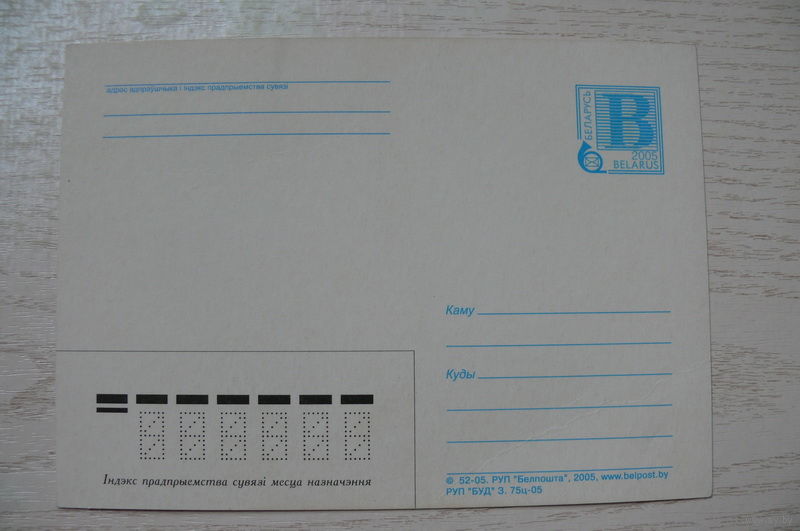 адрас адпраўшчыка і індэкс прадпрыемства сувязі
БЕЛАРУСЬ
B
2005
BELARUS
Каму
Куды
Індэкс прадпрыемства сувязі месца назначэння
© 52-05. РУП "Белпошта", 2005, www.belpost.by
РУП "БУД" З. 75ц-05